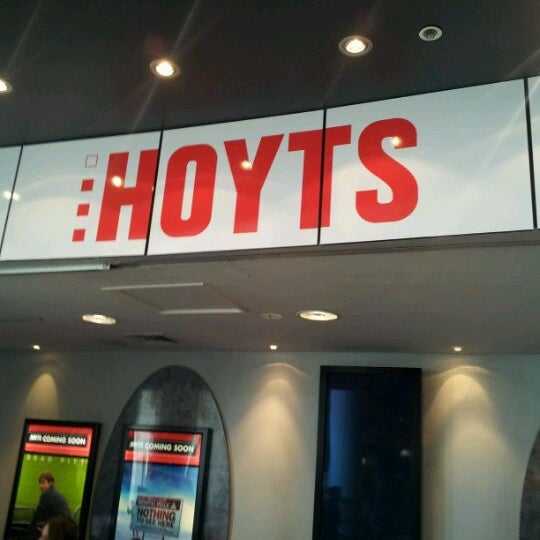 HOYTS
COMING SOON
BRAD PITT
COMING SOON
NOTHING
TO SEE HERE.